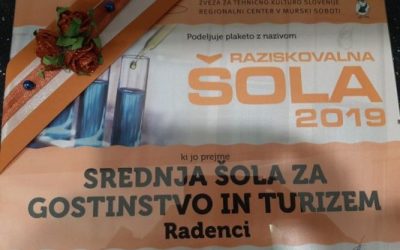 ZVEZA ZA TEHNIČNO KULTURO SLOVENIJE
REGIONALNI CENTER V MURSKI SOBOTI
Podeljuje plaketo z nazivom
RAZISKOVALNA
ŠOLA
2019
ki jo prejme
SREDNJA ŠOLA ZA
GOSTINSTVO IN TURIZEM
Radenci